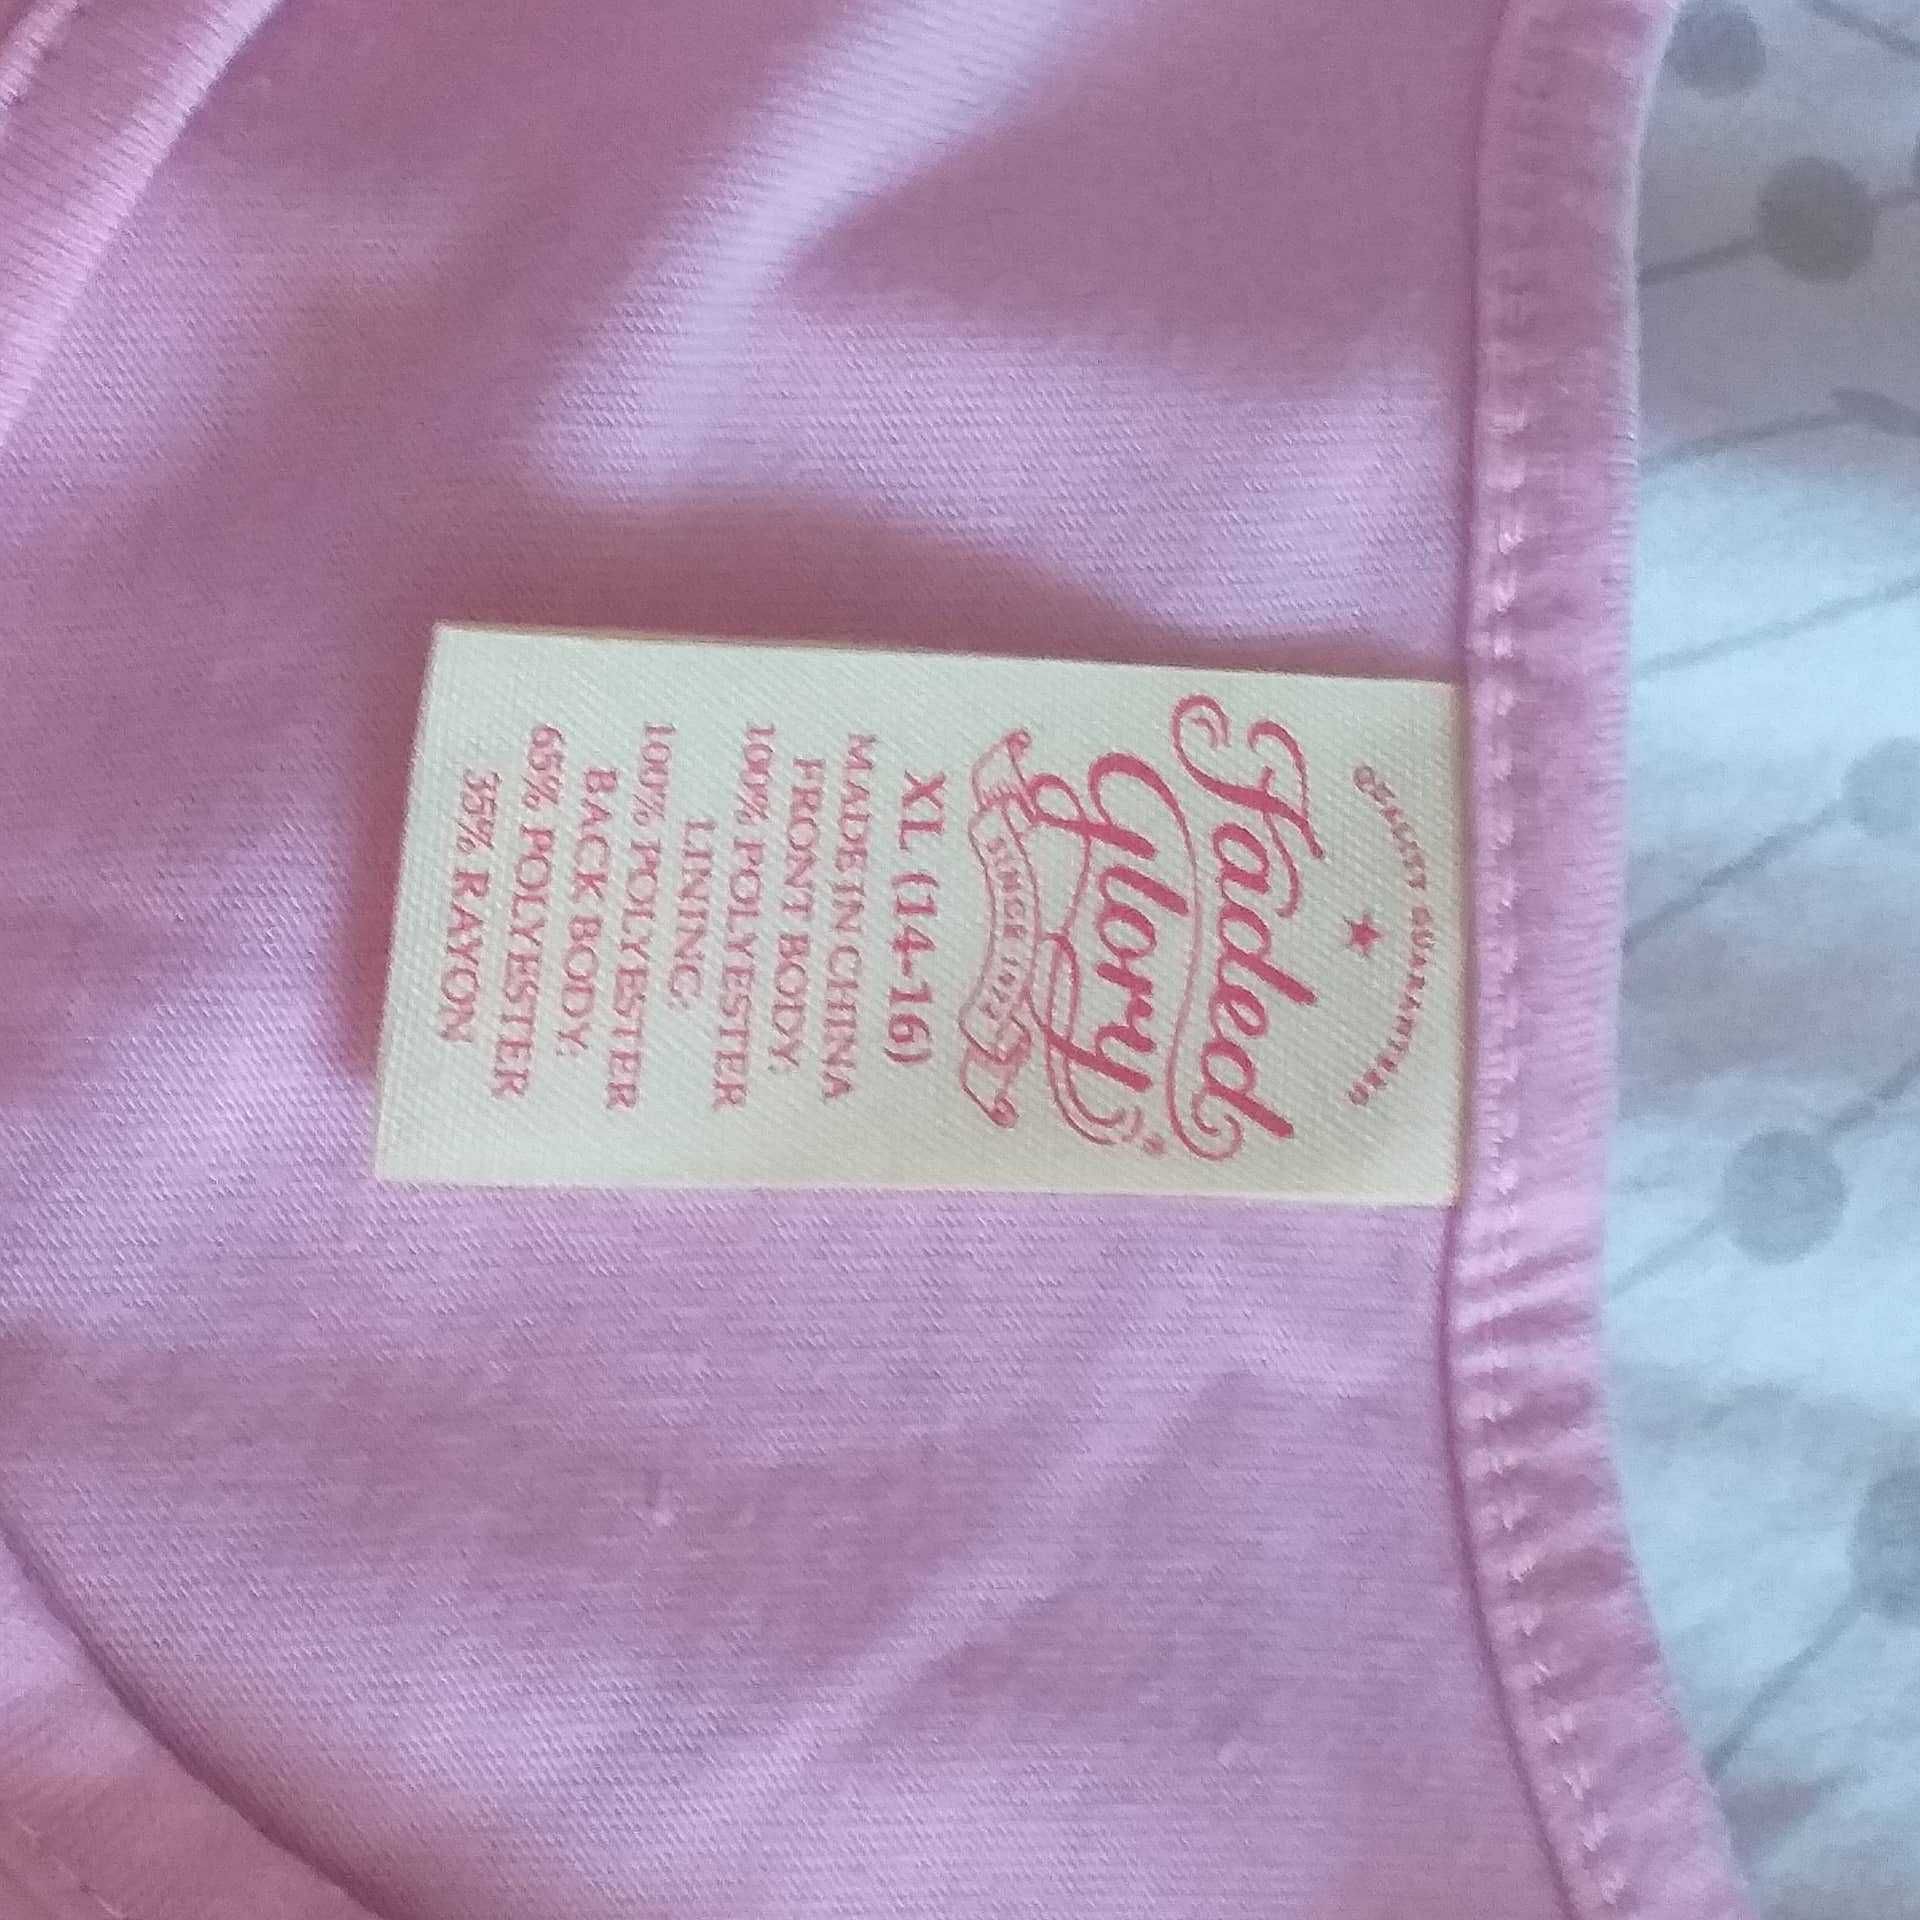 QUALITY GUARANTEED
Faded
Glory
SINCE 1972
XL (14-16)
MADE IN CHINA
FRONT BODY:
100% POLYESTER
LINING:
100% POLYESTER
BACK BODY:
65% POLYESTER
35% RAYON